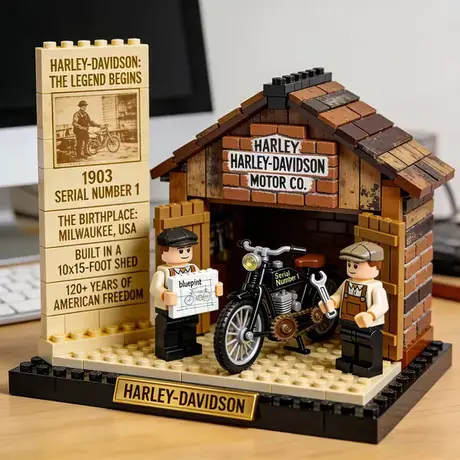 HARLEY-DAVIDSON:
THE LEGEND BEGINS
1903
SERIAL NUMBER 1
THE BIRTHPLACE:
MILWAUKEE, USA
BUILT IN A
10x15-FOOT SHED
120+ YEARS OF
AMERICAN FREEDOM
HARLEY
HARLEY-DAVIDSON
MOTOR CO.
blueprint
Serial
Number
HARLEY-DAVIDSON